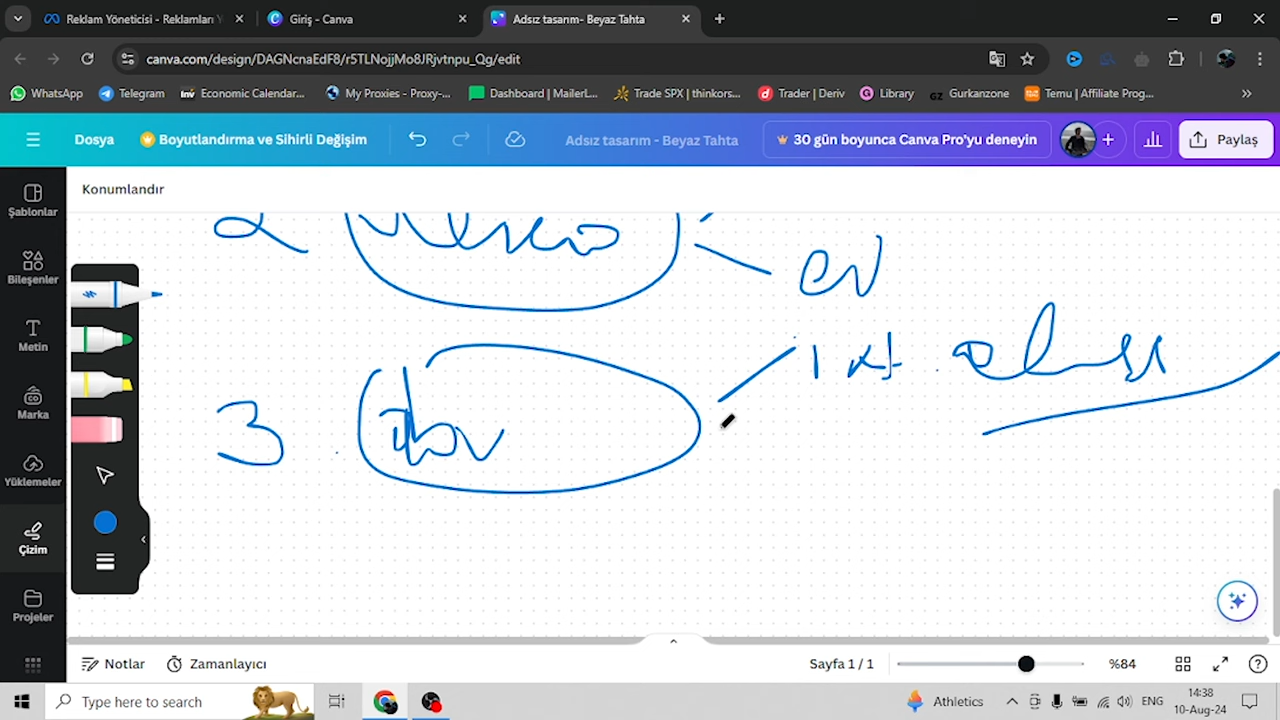 Reklam Yöneticisi - Reklamları Y
Giriş - Canva
Adsız tasarım- Beyaz Tahta
canva.com/design/DAGNcnaEdF8/r5TLNojjMo8JRjvtnpu_Qg/edit
WhatsApp
Telegram
Economic Calendar...
My Proxies - Proxy-...
Dashboard | MailerL...
Trade SPX | thinkors...
Trader | Deriv
Library
Gurkanzone
Temu | Affiliate Prog...
Dosya
Boyutlandırma ve Sihirli Değişim
Adsız tasarım - Beyaz Tahta
30 gün boyunca Canva Pro'yu deneyin
Paylaş
Konumlandır
Şablonlar
Bileşenler
Metin
Marka
Yüklemeler
Çizim
Projeler
2
ev
3
Notlar
Zamanlayıcı
Sayfa 1 / 1
%84
Type here to search
Athletics
ENG
14:38
10-Aug-24